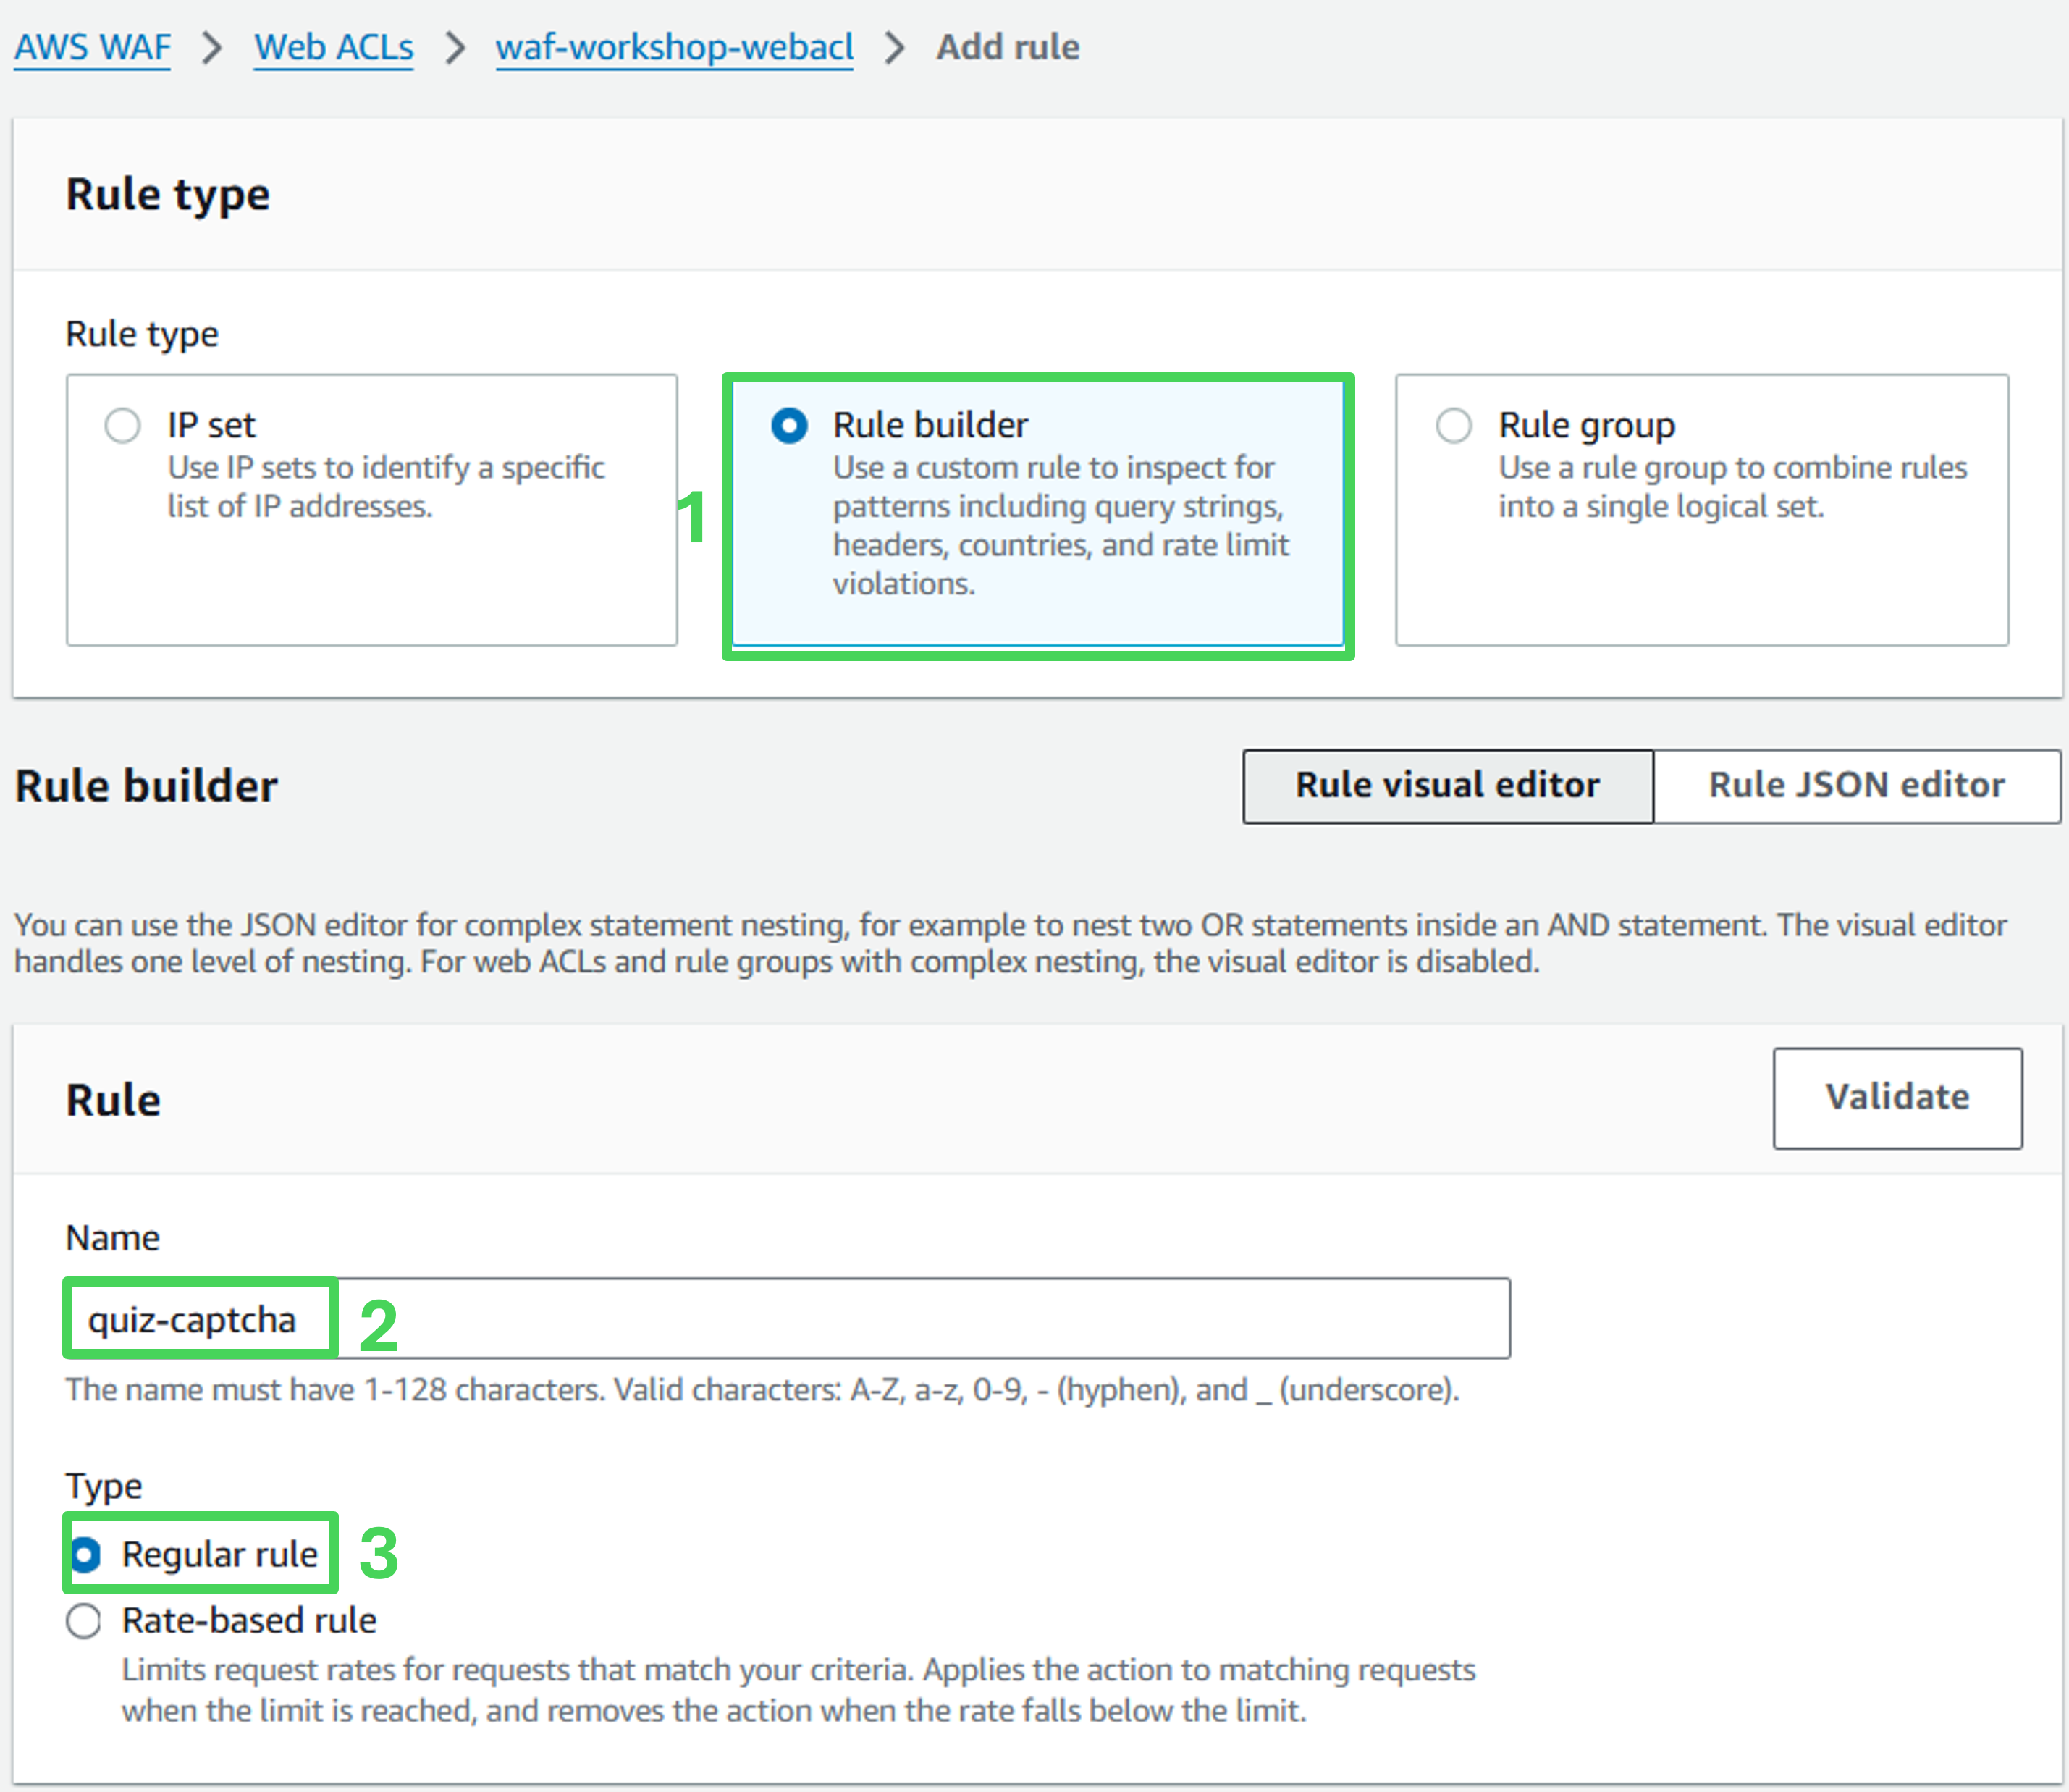 AWS WAF > Web ACLs > waf-workshop-webacl > Add rule
Rule type
Rule type
IP set
Use IP sets to identify a specific
list of IP addresses.
1
Rule builder
Use a custom rule to inspect for
patterns including query strings,
headers, countries, and rate limit
violations.
Rule group
Use a rule group to combine rules
into a single logical set.
Rule builder
Rule visual editor
Rule JSON editor
You can use the JSON editor for complex statement nesting, for example to nest two OR statements inside an AND statement. The visual editor
handles one level of nesting. For web ACLs and rule groups with complex nesting, the visual editor is disabled.
Rule
Validate
Name
quiz-captcha
2
The name must have 1-128 characters. Valid characters: A-Z, a-z, 0-9, - (hyphen), and _ (underscore).
Type
Regular rule
3
Rate-based rule
Limits request rates for requests that match your criteria. Applies the action to matching requests
when the limit is reached, and removes the action when the rate falls below the limit.